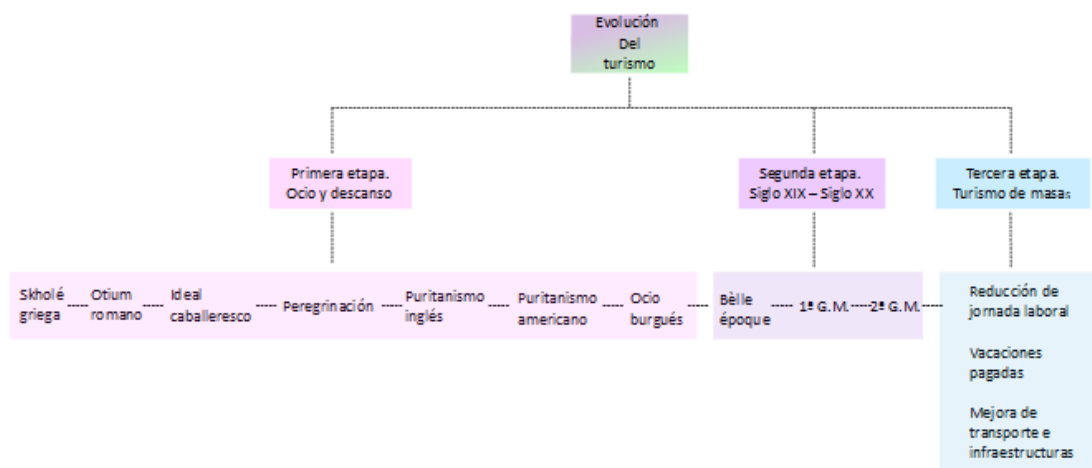 Evolución
Del
turismo
Primera etapa.
Ocio y descanso
Segunda etapa.
Siglo XIX – Siglo XX
Tercera etapa.
Turismo de masas
Skholé
griega
Otium
romano
Ideal
caballeresco
Peregrinación
Puritanismo
inglés
Puritanismo
americano
Ocio
burgués
Bèlle
époque
1ª G.M.
2ª G.M.
Reducción de
jornada laboral
Vacaciones
pagadas
Mejora de
transporte e
infraestructuras